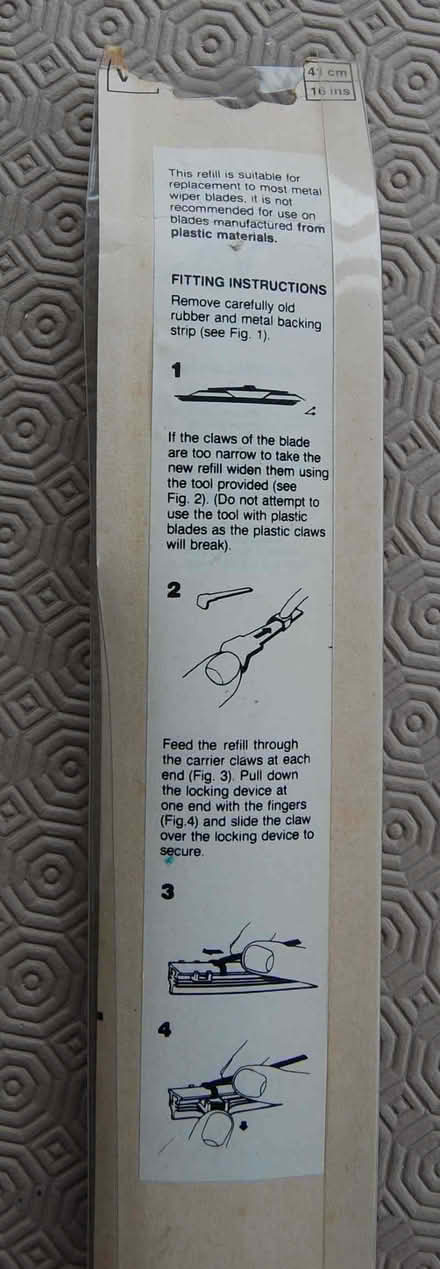 41 cm
16 ins
This refill is suitable for
replacement to most metal
wiper blades, it is not
recommended for use on
blades manufactured from
plastic materials.
FITTING INSTRUCTIONS
Remove carefully old
rubber and metal backing
strip (see Fig. 1).
1
If the claws of the blade
are too narrow to take the
new refill widen them using
the tool provided (see
Fig. 2). (Do not attempt to
use the tool with plastic
blades as the plastic claws
will break).
2
Feed the refill through
the carrier claws at each
end (Fig. 3). Pull down
the locking device at
one end with the fingers
(Fig.4) and slide the claw
over the locking device to
secure.
3
4